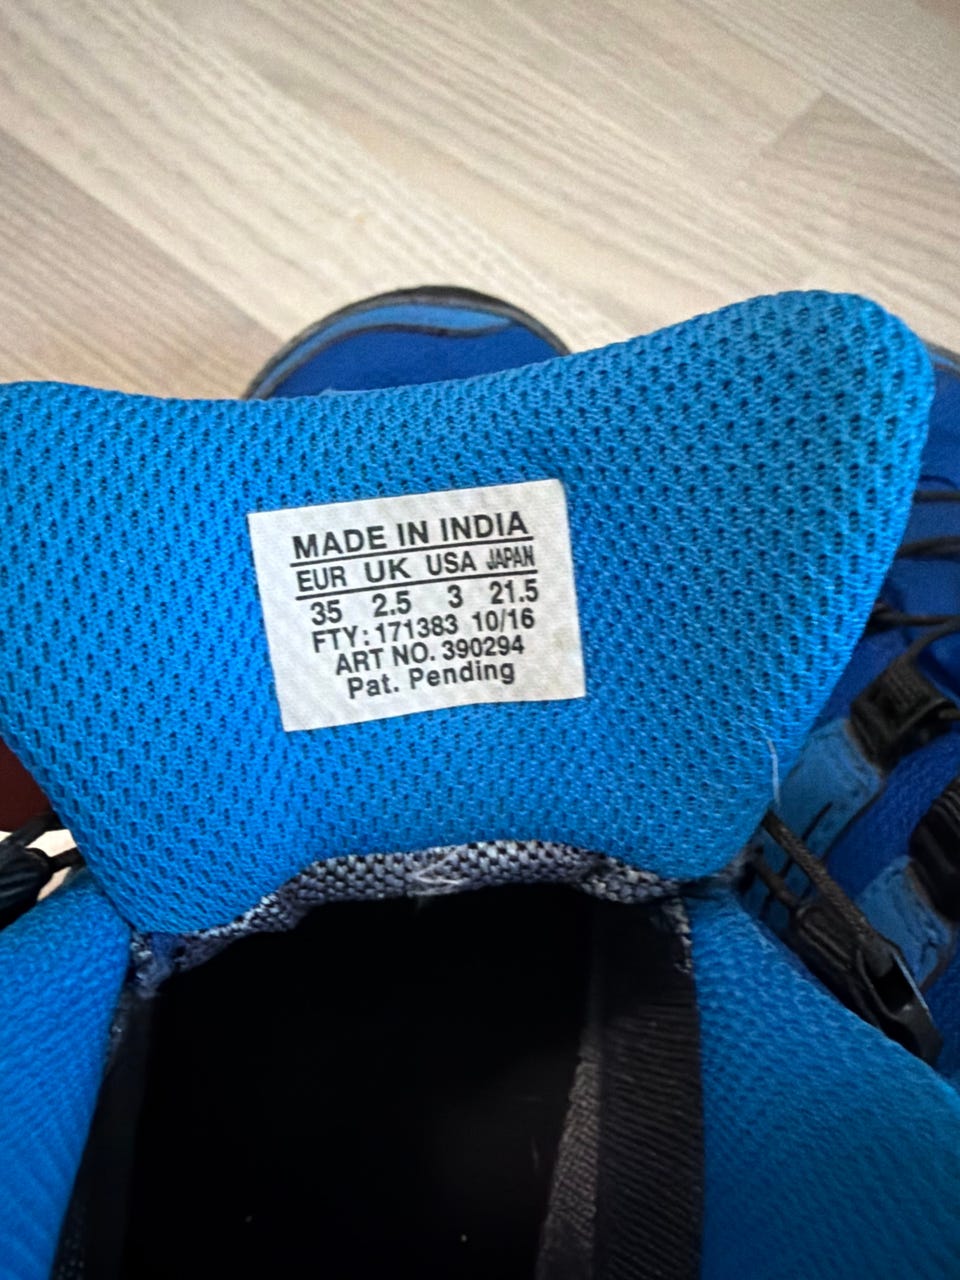 MADE IN INDIA
EUR UK USA JAPAN
35 2.5 3 21.5
FTY: 171383 10/16
ART NO. 390294
Pat. Pending